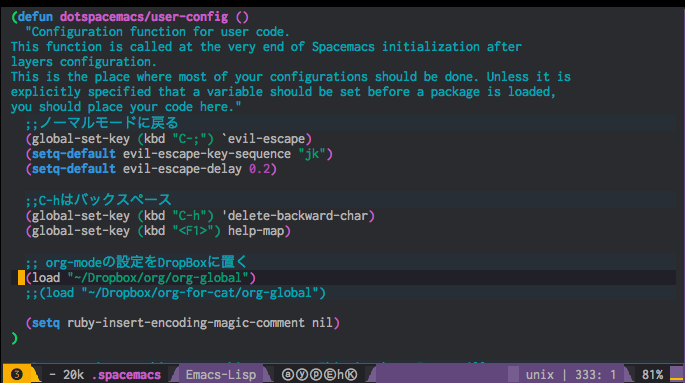 (defun dotspacemacs/user-config ()
  "Configuration function for user code.
This function is called at the very end of Spacemacs initialization after
layers configuration.
This is the place where most of your configurations should be done. Unless it is
explicitly specified that a variable should be set before a package is loaded,
you should place your code here."
  ;;ノーマルモードに戻る
  (global-set-key (kbd "C-;") `evil-escape)
  (setq-default evil-escape-key-sequence "jk")
  (setq-default evil-escape-delay 0.2)
  ;;C-hはバックスペース
  (global-set-key (kbd "C-h") 'delete-backward-char)
  (global-set-key (kbd "<F1>") help-map)
  ;; org-modeの設定をDropBoxに置く
  (load "~/Dropbox/org/org-global")
  ;;(load "~/Dropbox/org-for-cat/org-global")
  (setq ruby-insert-encoding-magic-comment nil)
)
❸ - 20k .spacemacs Emacs-Lisp ⓐⓨⓟⒺhⓀ unix | 333: 1 81%